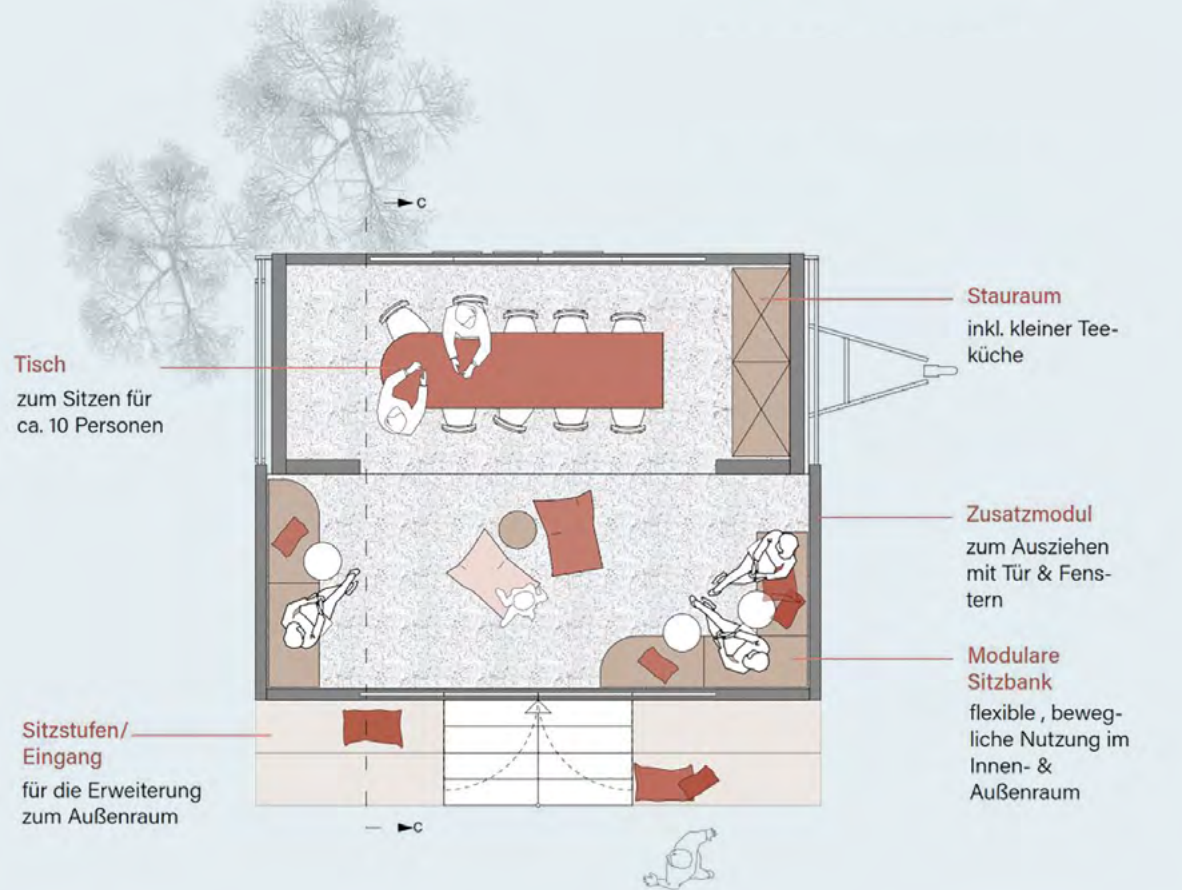 c
Stauraum
inkl. kleiner Tee-
küche
Tisch
zum Sitzen für
ca. 10 Personen
Zusatzmodul
zum Ausziehen
mit Tür & Fens-
tern
Modulare
Sitzbank
flexible , beweg-
liche Nutzung im
Innen- &
Außenraum
Sitzstufen/
Eingang
für die Erweiterung
zum Außenraum
c